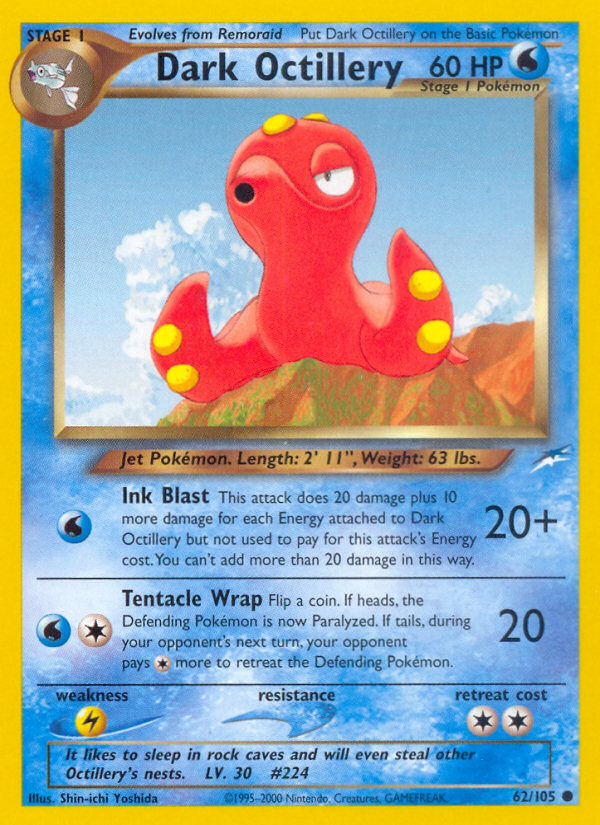 STAGE 1 Evolves from Remoraid Put Dark Octillery on the Basic Pokémon
Dark Octillery 60 HP
Stage 1 Pokémon
Jet Pokémon. Length: 2' 11", Weight: 63 lbs.
Ink Blast This attack does 20 damage plus 10
more damage for each Energy attached to Dark
Octillery but not used to pay for this attack's Energy
cost. You can't add more than 20 damage in this way.
20+
Tentacle Wrap Flip a coin. If heads, the
Defending Pokémon is now Paralyzed. If tails, during
your opponent's next turn, your opponent
pays more to retreat the Defending Pokémon.
20
weakness resistance retreat cost
It likes to sleep in rock caves and will even steal other
Octillery's nests. LV. 30 #224
Illus. Shin-ichi Yoshida ©1995-2000 Nintendo, Creatures, GAMEFREAK. 62/105